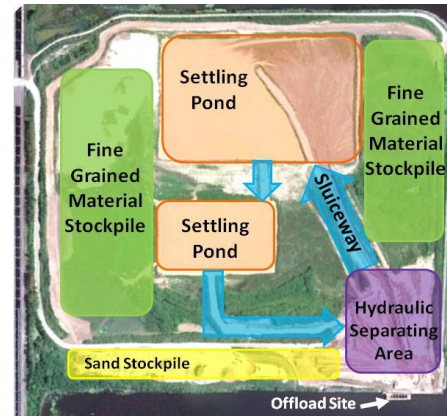 Settling
Pond
Fine
Grained
Material
Stockpile
Fine
Grained
Material
Stockpile
Sluiceway
Settling
Pond
Hydraulic
Separating
Area
Sand Stockpile
Offload Site